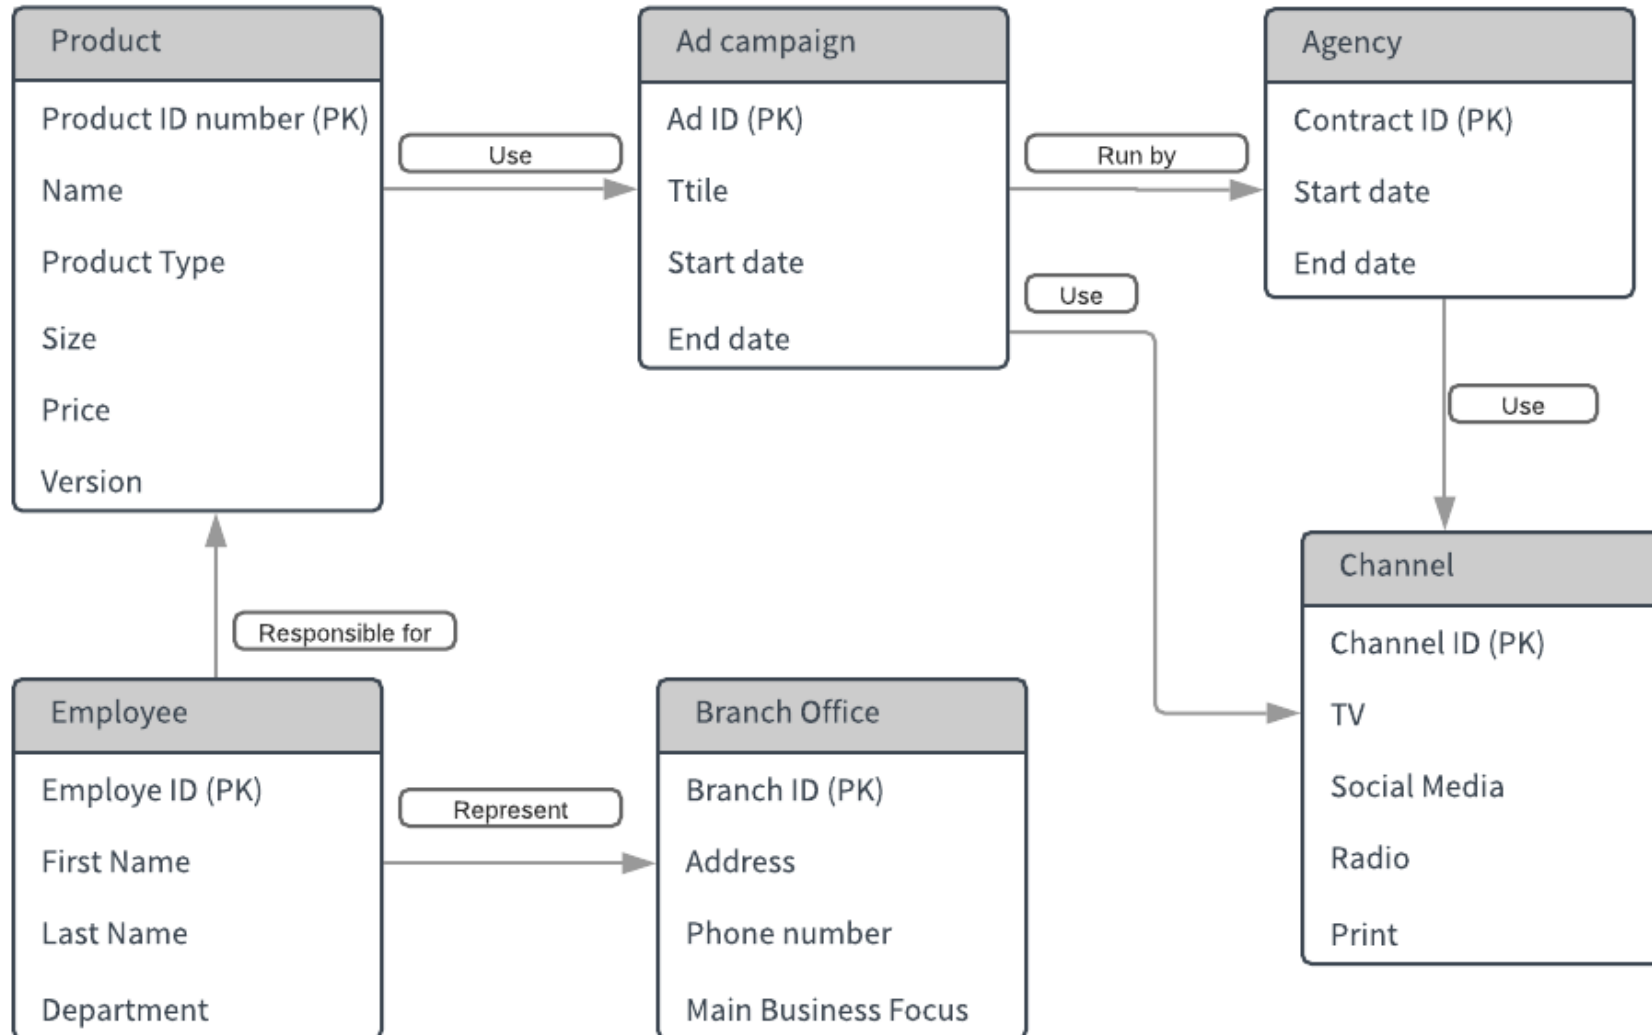 Product
Product ID number (PK)
Name
Product Type
Size
Price
Version
Use
Ad campaign
Ad ID (PK)
Ttile
Start date
End date
Run by
Use
Agency
Contract ID (PK)
Start date
End date
Use
Channel
Channel ID (PK)
TV
Social Media
Radio
Print
Responsible for
Employee
Employe ID (PK)
First Name
Last Name
Department
Represent
Branch Office
Branch ID (PK)
Address
Phone number
Main Business Focus